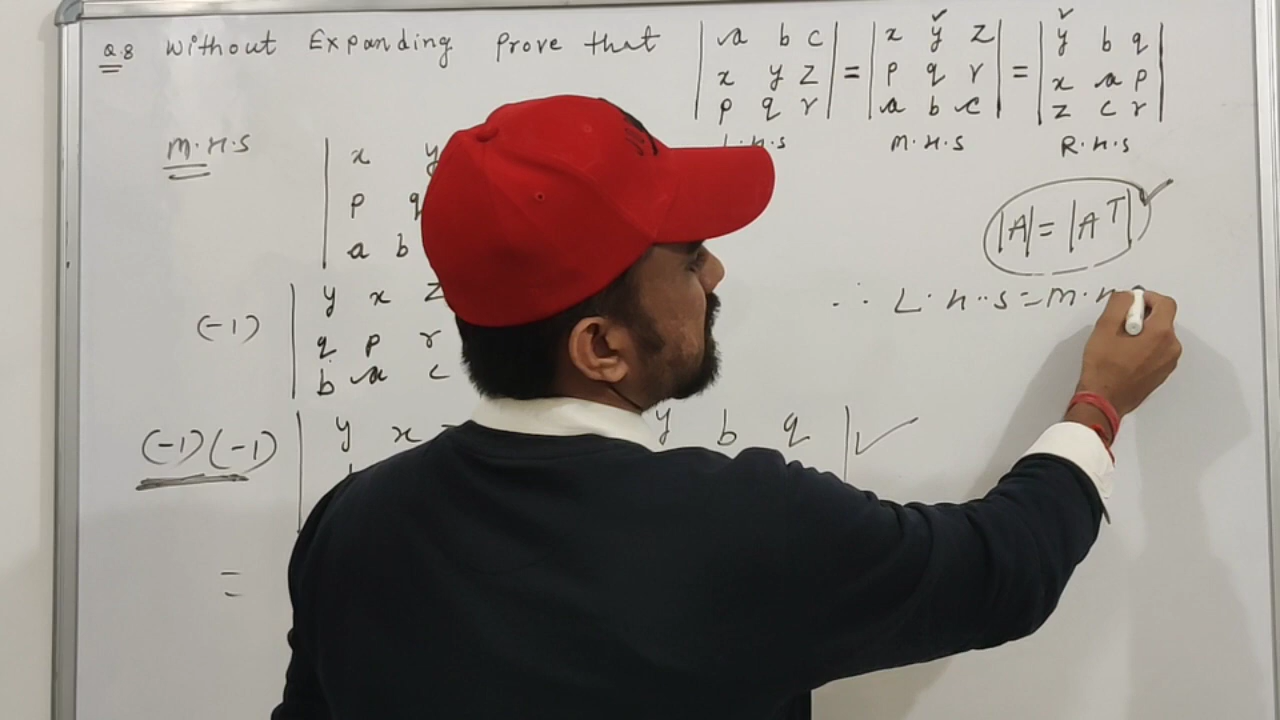 Q.8 Without Expanding Prove that | a b c | = | x y z | = | y b q |
| x y z | | p q r | | x a p |
| p q r | | a b c | | z c r |
L.H.S M.H.S R.H.S
M.H.S | x y
p q
a b
|A| = |A^T| ✓
(-1) | y x z
q p r
b a c
∴ L.H.S = M.H
(-1)(-1) | y x y b q | ✓
=